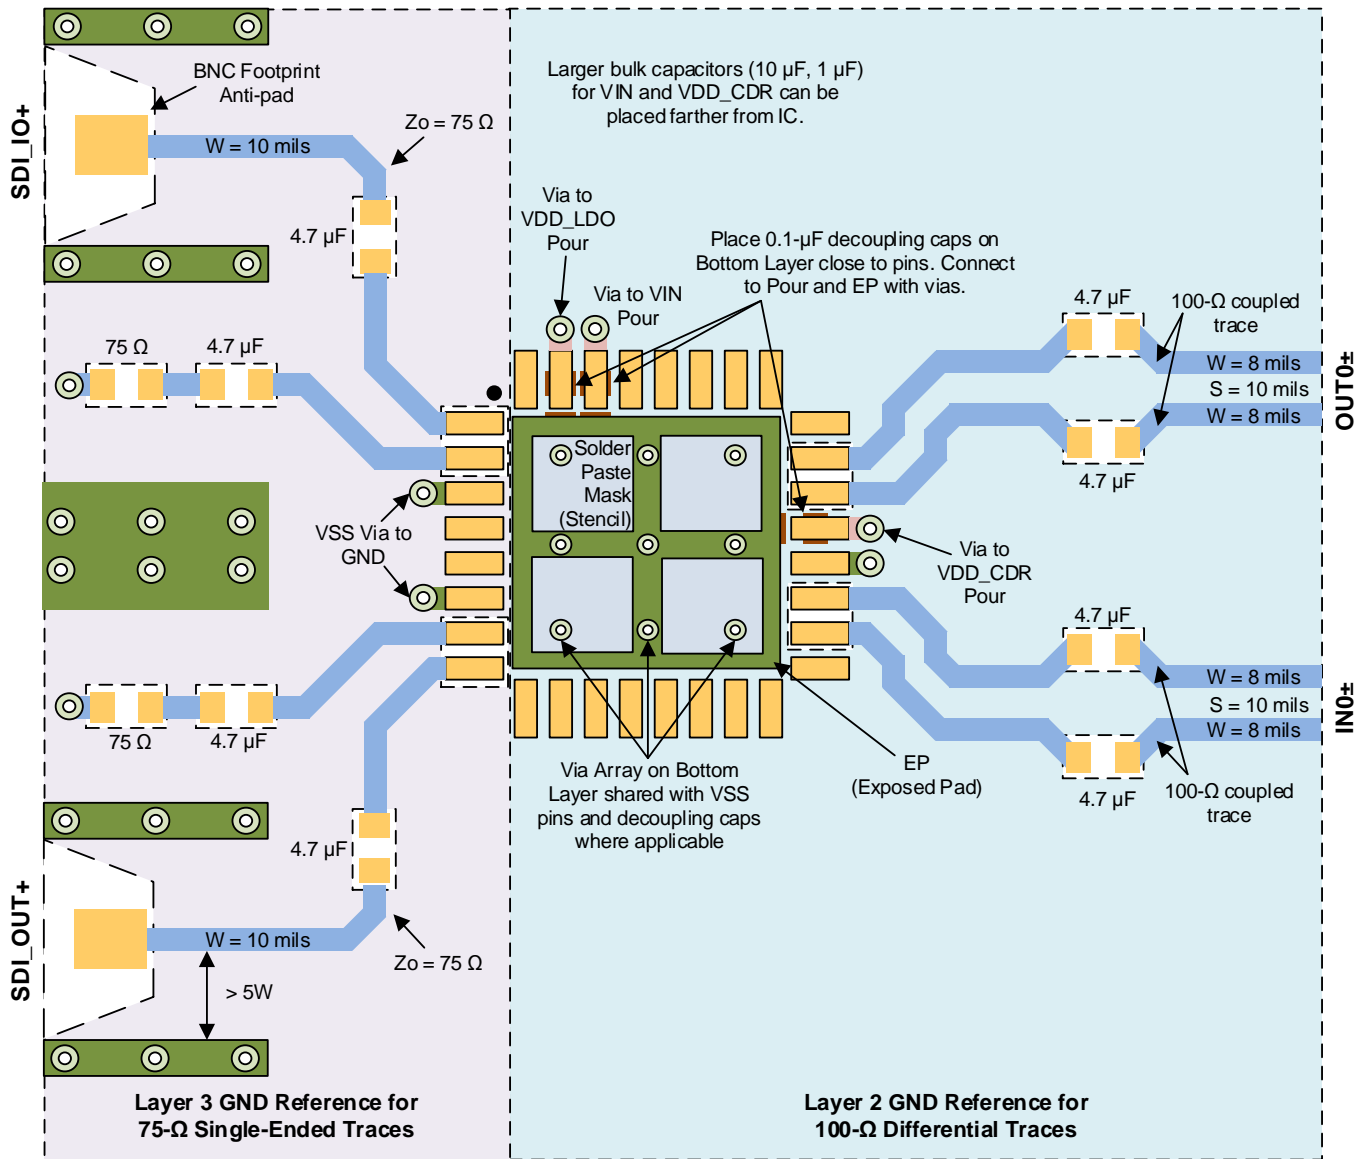 BNC Footprint
Anti-pad
SDI_IO+
W = 10 mils
Zo = 75 Ω
4.7 µF
Larger bulk capacitors (10 µF, 1 µF)
for VIN and VDD_CDR can be
placed farther from IC.
Via to
VDD_LDO
Pour
Via to VIN
Pour
Place 0.1-µF decoupling caps on
Bottom Layer close to pins. Connect
to Pour and EP with vias.
4.7 µF
100-Ω coupled
trace
W = 8 mils
S = 10 mils
W = 8 mils
4.7 µF
OUT0±
75 Ω
4.7 µF
Solder
Paste
Mask
(Stencil)
VSS Via to
GND
Via to
VDD_CDR
Pour
4.7 µF
W = 8 mils
S = 10 mils
W = 8 mils
IN0±
4.7 µF
100-Ω coupled
trace
75 Ω
4.7 µF
Via Array on Bottom
Layer shared with VSS
pins and decoupling caps
where applicable
EP
(Exposed Pad)
4.7 µF
SDI_OUT+
W = 10 mils
Zo = 75 Ω
> 5W
Layer 3 GND Reference for
75-Ω Single-Ended Traces
Layer 2 GND Reference for
100-Ω Differential Traces